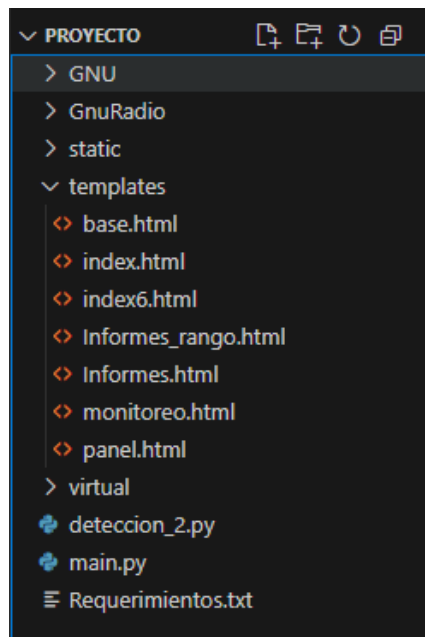 PROYECTO
GNU
GnuRadio
static
templates
base.html
index.html
index6.html
Informes_rango.html
Informes.html
monitoreo.html
panel.html
virtual
deteccion_2.py
main.py
Requerimientos.txt